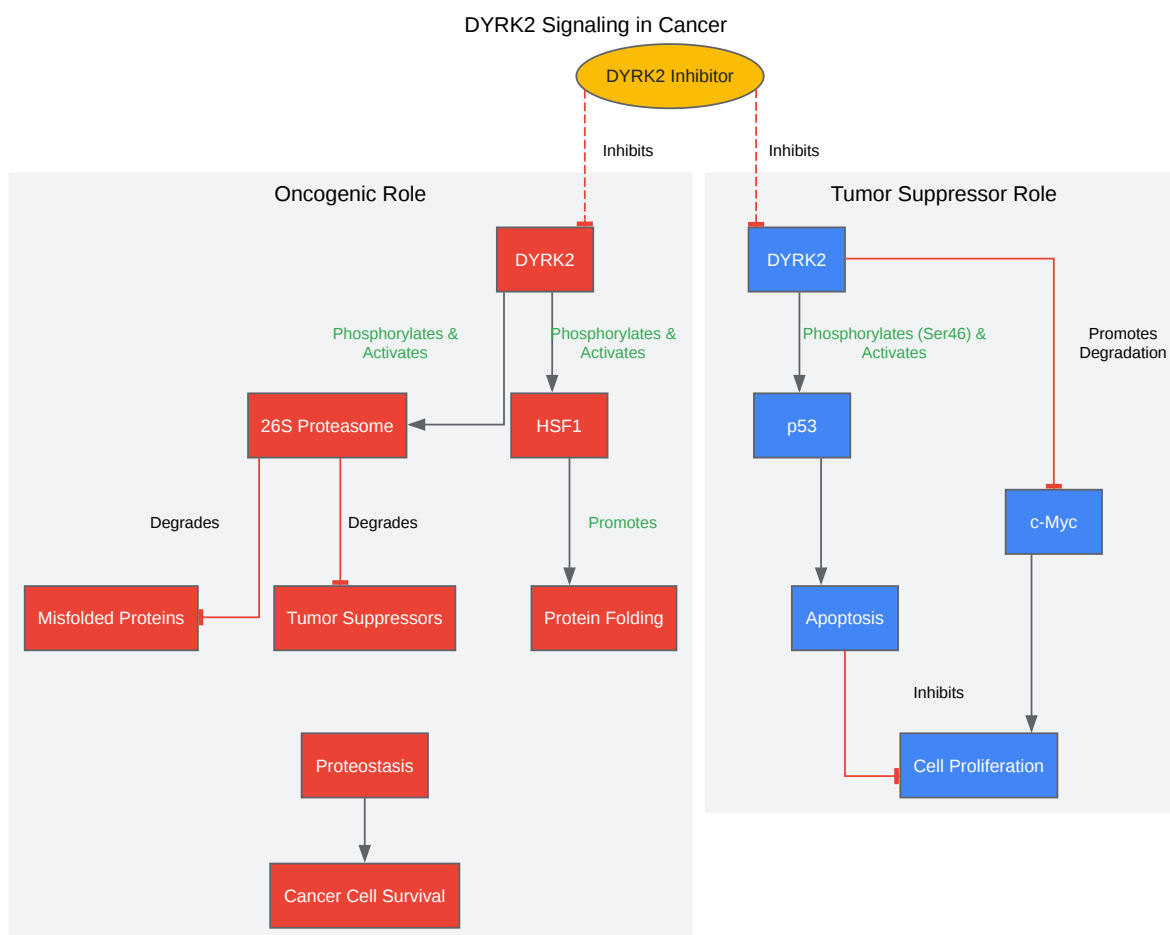 DYRK2 Signaling in Cancer
DYRK2 Inhibitor
Inhibits
Inhibits
Oncogenic Role
DYRK2
Phosphorylates &
Activates
Phosphorylates &
Activates
26S Proteasome
HSF1
Degrades
Degrades
Promotes
Misfolded Proteins
Tumor Suppressors
Protein Folding
Proteostasis
Cancer Cell Survival
Tumor Suppressor Role
DYRK2
Phosphorylates (Ser46) &
Activates
Promotes
Degradation
p53
c-Myc
Apoptosis
Inhibits
Cell Proliferation